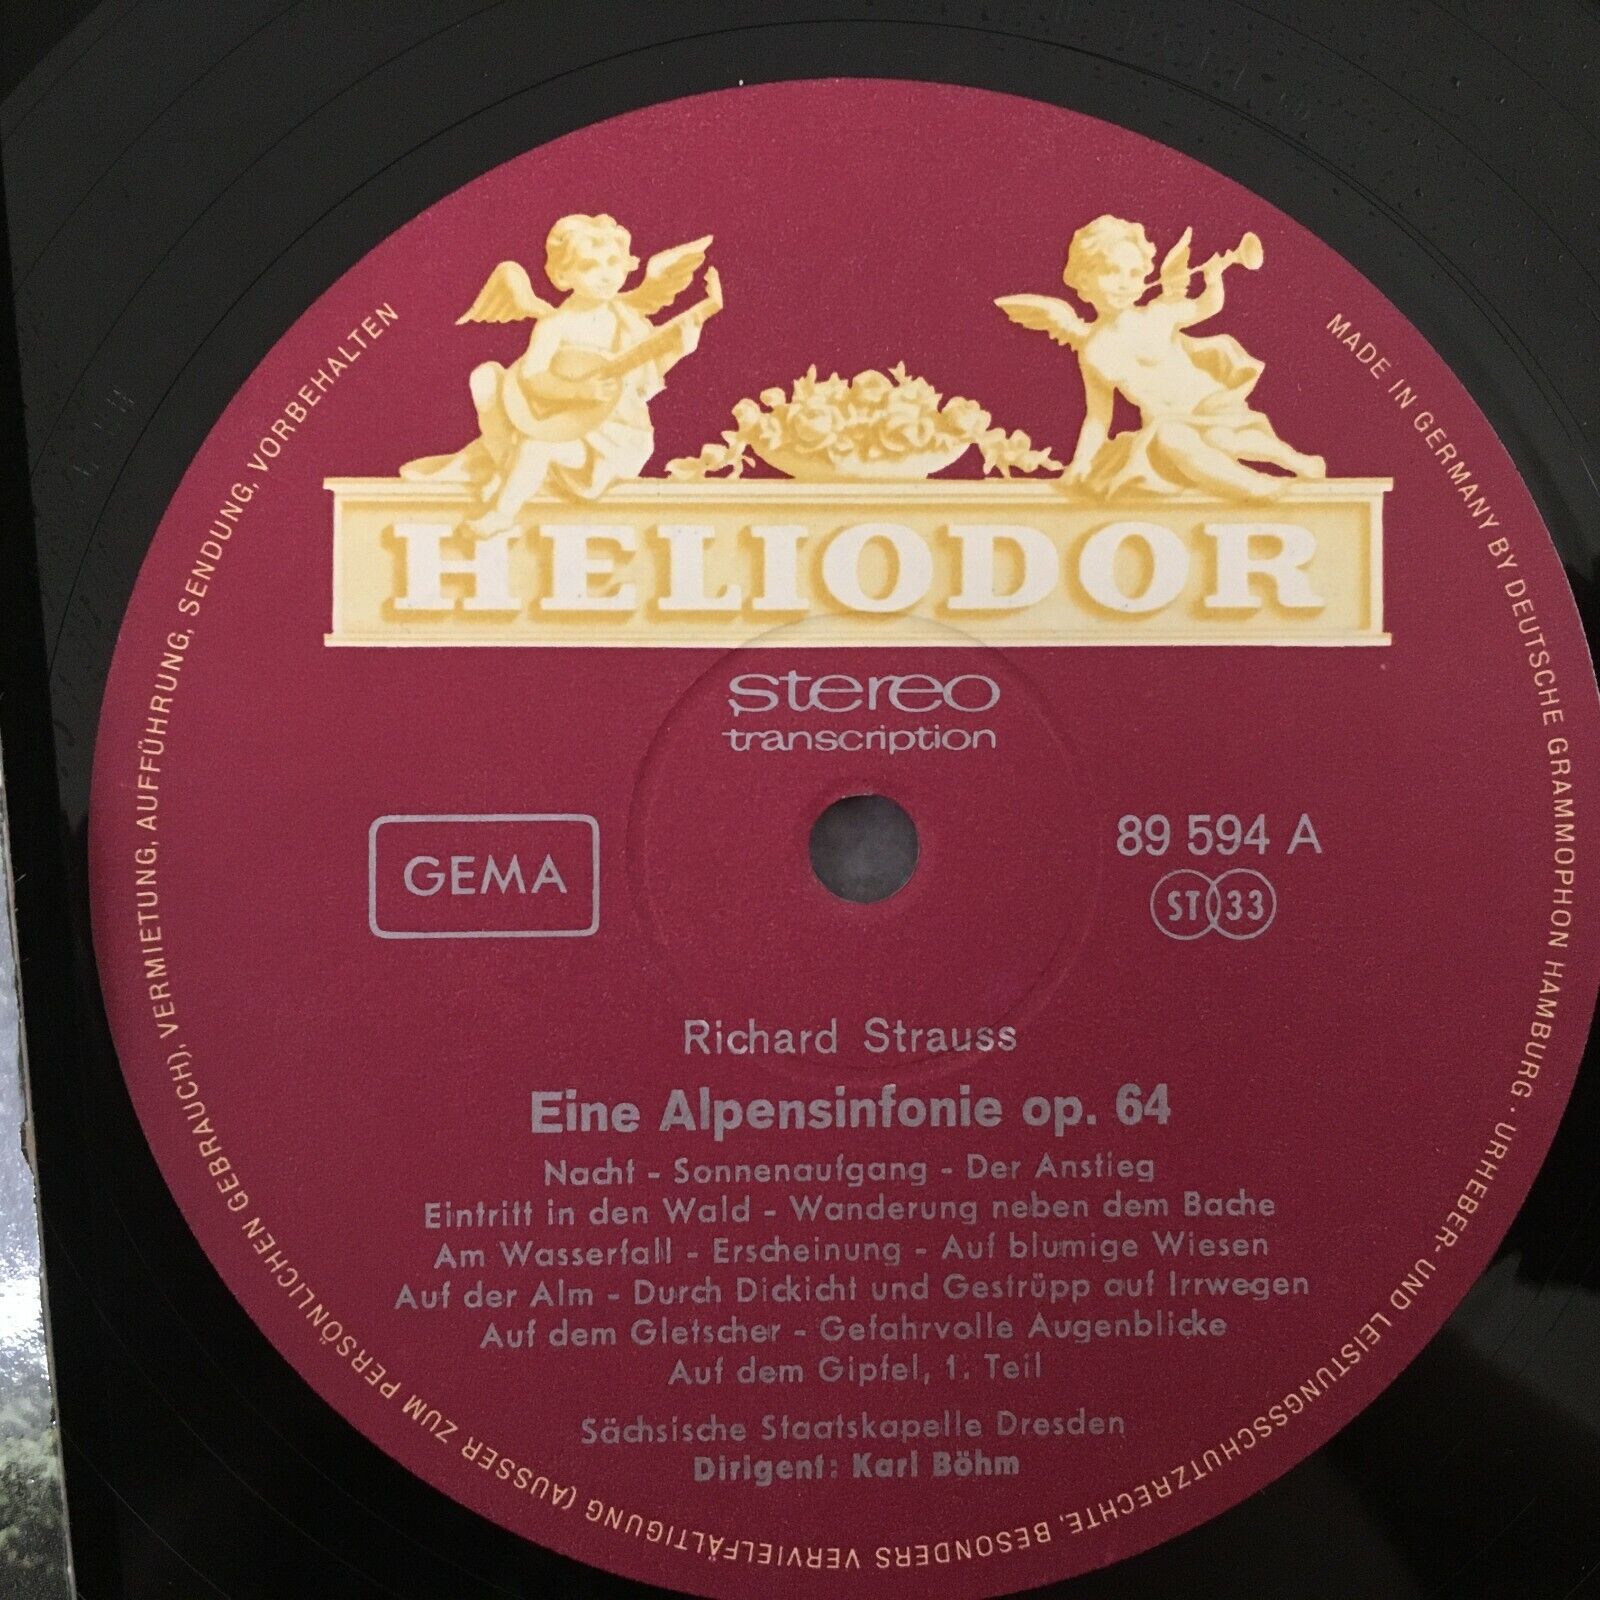 HELIODOR
stereo
transcription
GEMA
89 594 A
ST 33
Richard Strauss
Eine Alpensinfonie op. 64
Nacht - Sonnenaufgang - Der Anstieg
Eintritt in den Wald - Wanderung neben dem Bache
Am Wasserfall - Erscheinung - Auf blumige Wiesen
Auf der Alm - Durch Dickicht und Gestrüpp auf Irrwegen
Auf dem Gletscher - Gefahrvolle Augenblicke
Auf dem Gipfel, 1. Teil
Sächsische Staatskapelle Dresden
Dirigent: Karl Böhm
MADE IN GERMANY BY DEUTSCHE GRAMMOPHON HAMBURG · URHEBER- UND LEISTUNGSSCHUTZRECHTE, BESONDERS VERVIELFÄLTIGUNG (AUSSER ZUM PERSÖNLICHEN GEBRAUCH), VERMIETUNG, AUFFÜHRUNG, SENDUNG, VORBEHALTEN